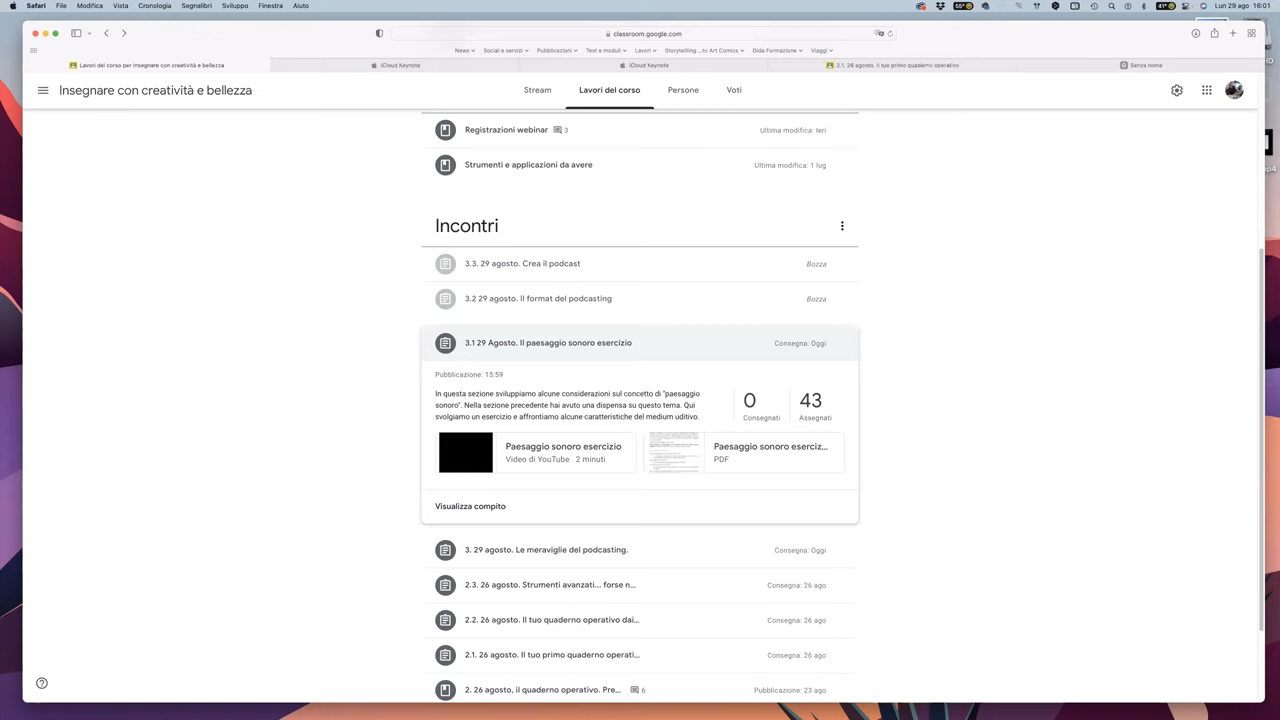 Safari File Modifica Vista Cronologia Segnalibri Sviluppo Finestra Aiuto
55° 41° Lun 29 ago 16:01
classroom.google.com
News Social e servizi Pubblicazioni Test e moduli Lavori Storytelling ...to Art Comics Dida Formazione Viaggi
Lavori del corso per Insegnare con creatività e bellezza iCloud Keynote iCloud Keynote 2.1. 26 agosto. Il tuo primo quaderno operativo Senza nome
Insegnare con creatività e bellezza Stream Lavori del corso Persone Voti
Registrazioni webinar 3 Ultima modifica: Ieri
Strumenti e applicazioni da avere Ultima modifica: 1 lug
Incontri
3.3. 29 agosto. Crea il podcast Bozza
3.2 29 agosto. Il format del podcasting Bozza
3.1 29 Agosto. Il paesaggio sonoro esercizio Consegna: Oggi
Pubblicazione: 15:59
In questa sezione sviluppiamo alcune considerazioni sul concetto di "paesaggio
sonoro". Nella sezione precedente hai avuto una dispensa su questo tema. Qui
svolgiamo un esercizio e affrontiamo alcune caratteristiche del medium uditivo.
0 43
Consegnati Assegnati
Paesaggio sonoro esercizio Paesaggio sonoro eserciz...
Video di YouTube 2 minuti PDF
Visualizza compito
3. 29 agosto. Le meraviglie del podcasting. Consegna: Oggi
2.3. 26 agosto. Strumenti avanzati... forse n... Consegna: 26 ago
2.2. 26 agosto. Il tuo quaderno operativo dai... Consegna: 26 ago
2.1. 26 agosto. Il tuo primo quaderno operati... Consegna: 26 ago
2. 26 agosto, il quaderno operativo. Pre... 6 Pubblicazione: 23 ago